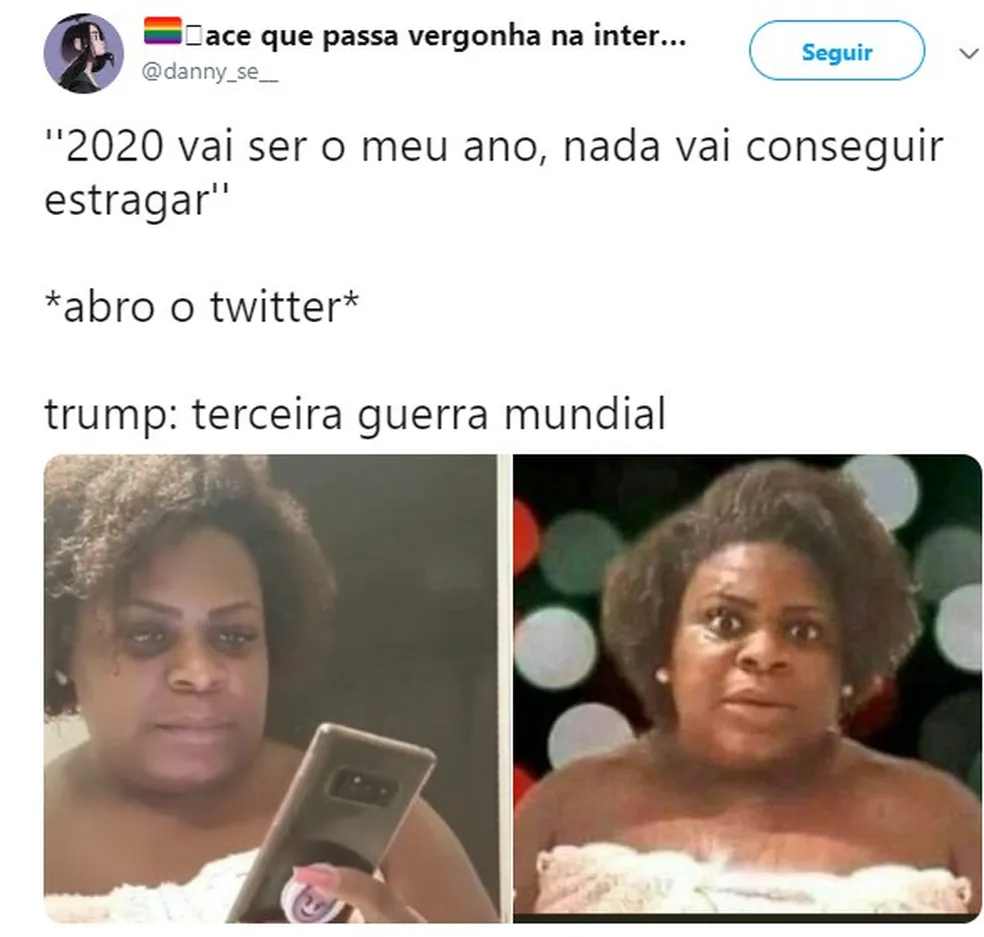 ace que passa vergonha na inter...
@danny_se__
Seguir
''2020 vai ser o meu ano, nada vai conseguir
estragar''
*abro o twitter*
trump: terceira guerra mundial